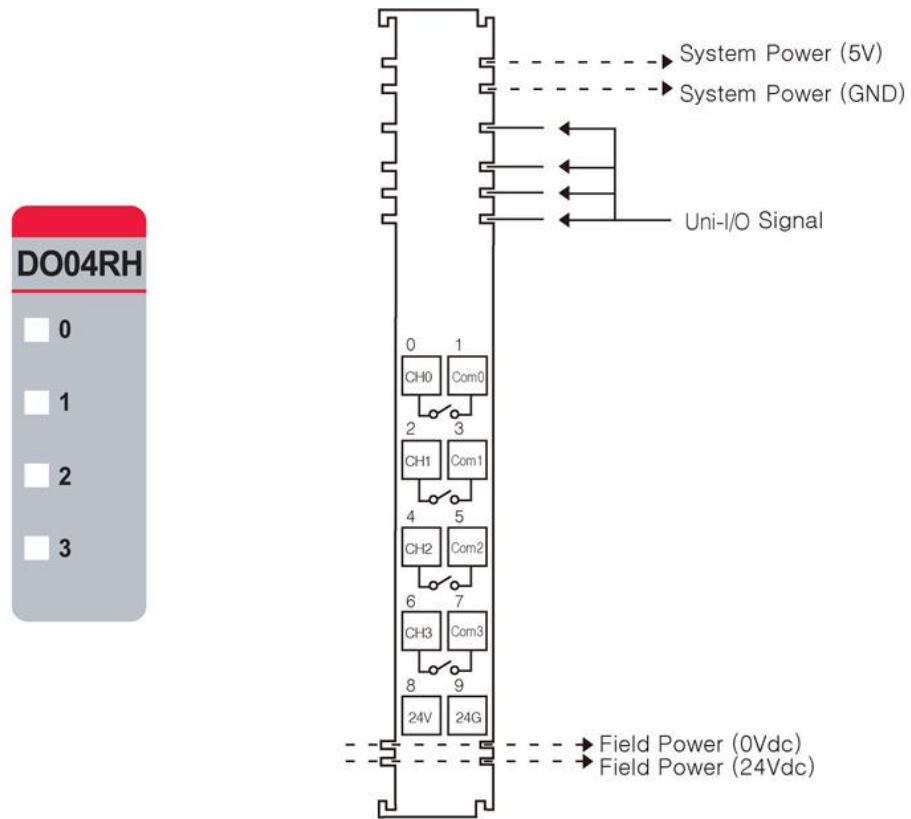 DO04RH
0
1
2
3
System Power (5V)
System Power (GND)
Uni-I/O Signal
0 1
CH0 Com0
2 3
CH1 Com1
4 5
CH2 Com2
6 7
CH3 Com3
8 9
24V 24G
Field Power (0Vdc)
Field Power (24Vdc)